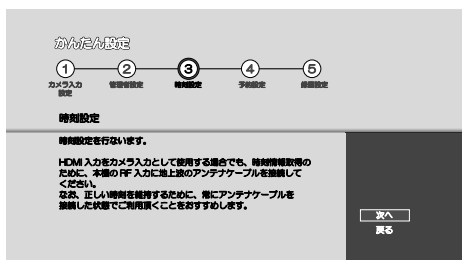 かんたん設定
1 2 3 4 5
カメラ入力 管理者設定 時刻設定 予約設定 録画設定
設定
時刻設定
時刻設定を行ないます。
HDMI 入力をカメラ入力として使用する場合でも、時刻情報取得の
ために、本機の RF 入力に地上波のアンテナケーブルを接続して
ください。
なお、正しい時刻を維持するために、常にアンテナケーブルを
接続した状態でご利用頂くことをおすすめします。
次へ
戻る